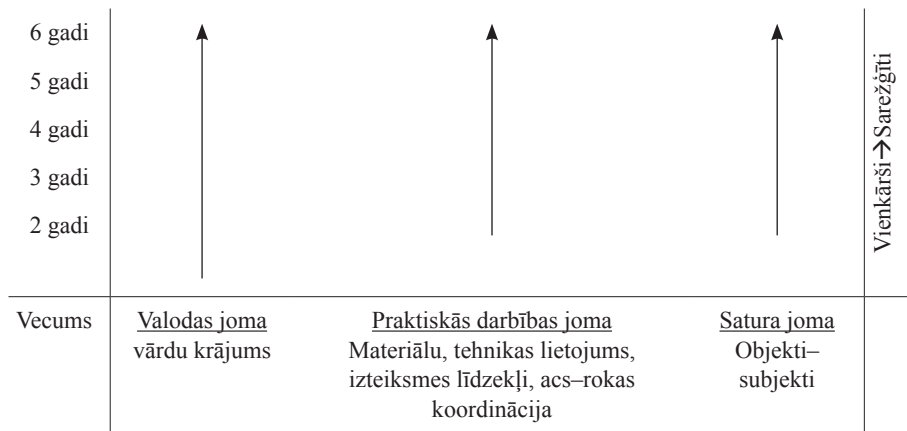 6 gadi
5 gadi
4 gadi
3 gadi
2 gadi
Vienkārši→Sarežģīti
Vecums
Valodas joma
vārdu krājums
Praktiskās darbības joma
Materiālu, tehnikas lietojums,
izteiksmes līdzekļi, acs–rokas
koordinācija
Satura joma
Objekti–
subjekti